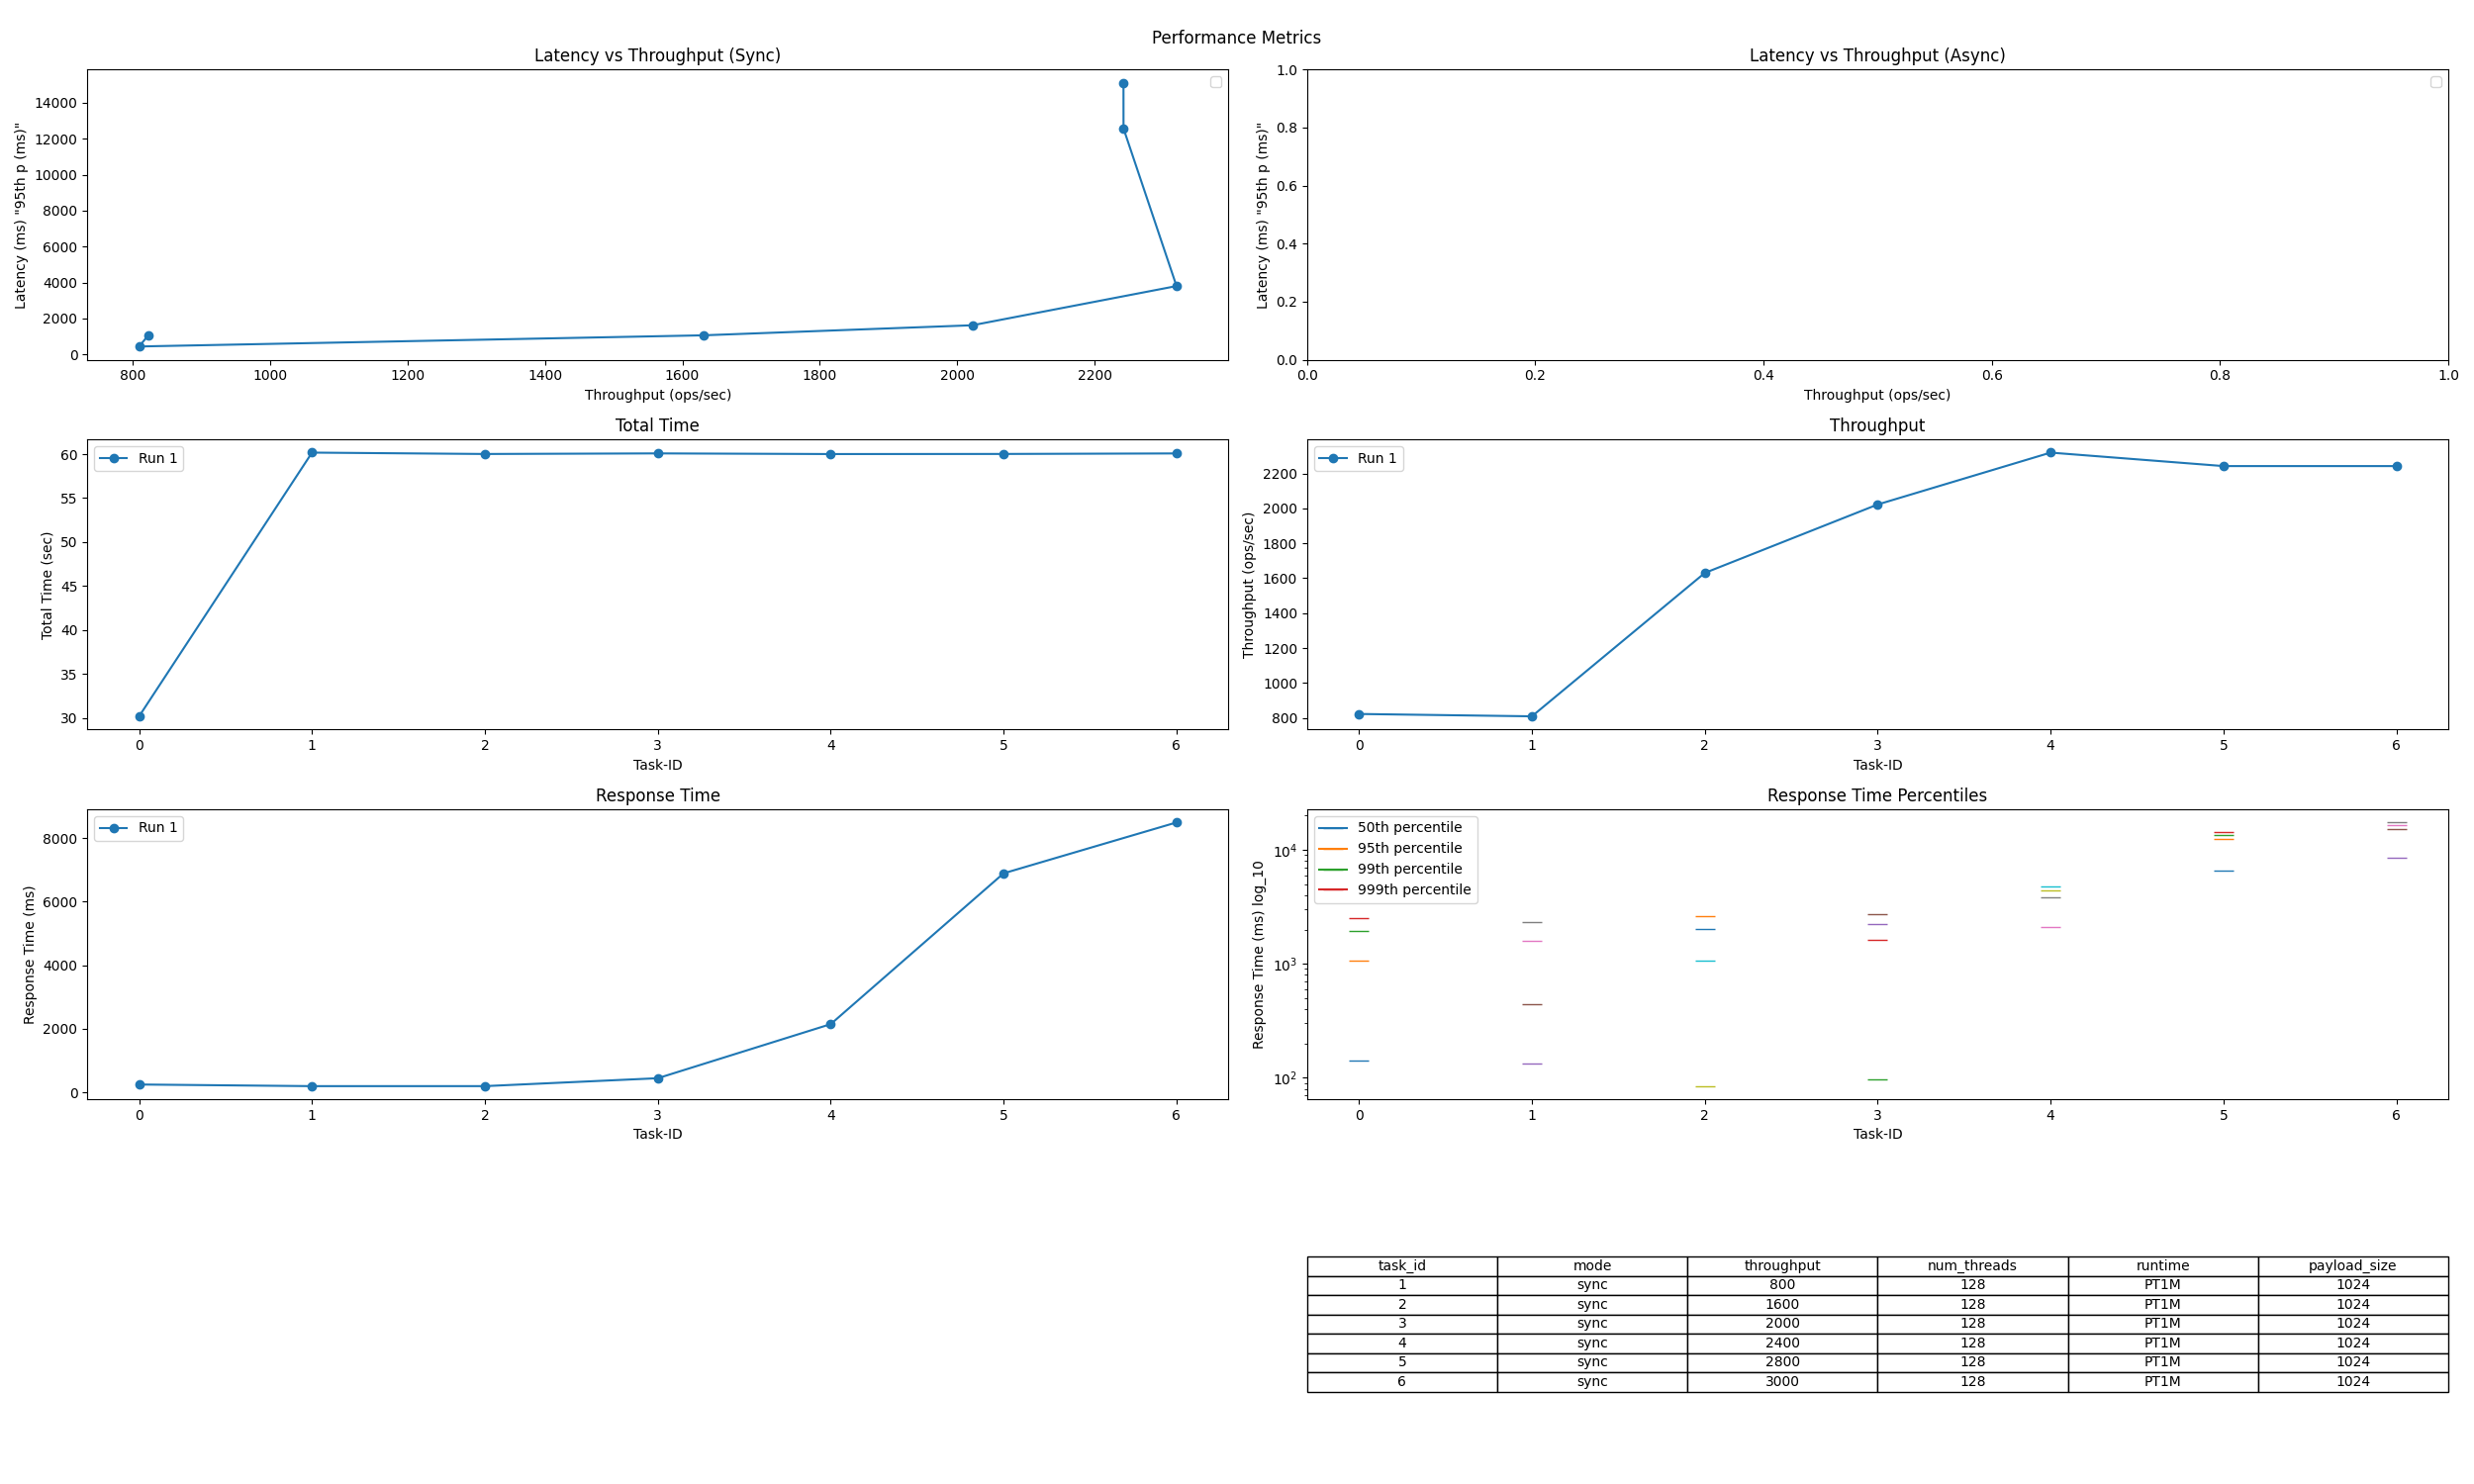 Performance Metrics
Latency vs Throughput (Sync)
14000
12000
10000
8000
6000
4000
2000
0
Latency (ms) "95th p (ms)"
800 1000 1200 1400 1600 1800 2000 2200
Throughput (ops/sec)
Latency vs Throughput (Async)
1.0
0.8
0.6
0.4
0.2
0.0
Latency (ms) "95th p (ms)"
0.0 0.2 0.4 0.6 0.8 1.0
Throughput (ops/sec)
Total Time
Run 1
60
55
50
45
40
35
30
Total Time (sec)
0 1 2 3 4 5 6
Task-ID
Throughput
Run 1
2200
2000
1800
1600
1400
1200
1000
800
Throughput (ops/sec)
0 1 2 3 4 5 6
Task-ID
Response Time
Run 1
8000
6000
4000
2000
0
Response Time (ms)
0 1 2 3 4 5 6
Task-ID
Response Time Percentiles
50th percentile
95th percentile
99th percentile
999th percentile
10⁴
10³
10²
Response Time (ms) log_10
0 1 2 3 4 5 6
Task-ID
task_id mode throughput num_threads runtime payload_size
1 sync 800 128 PT1M 1024
2 sync 1600 128 PT1M 1024
3 sync 2000 128 PT1M 1024
4 sync 2400 128 PT1M 1024
5 sync 2800 128 PT1M 1024
6 sync 3000 128 PT1M 1024